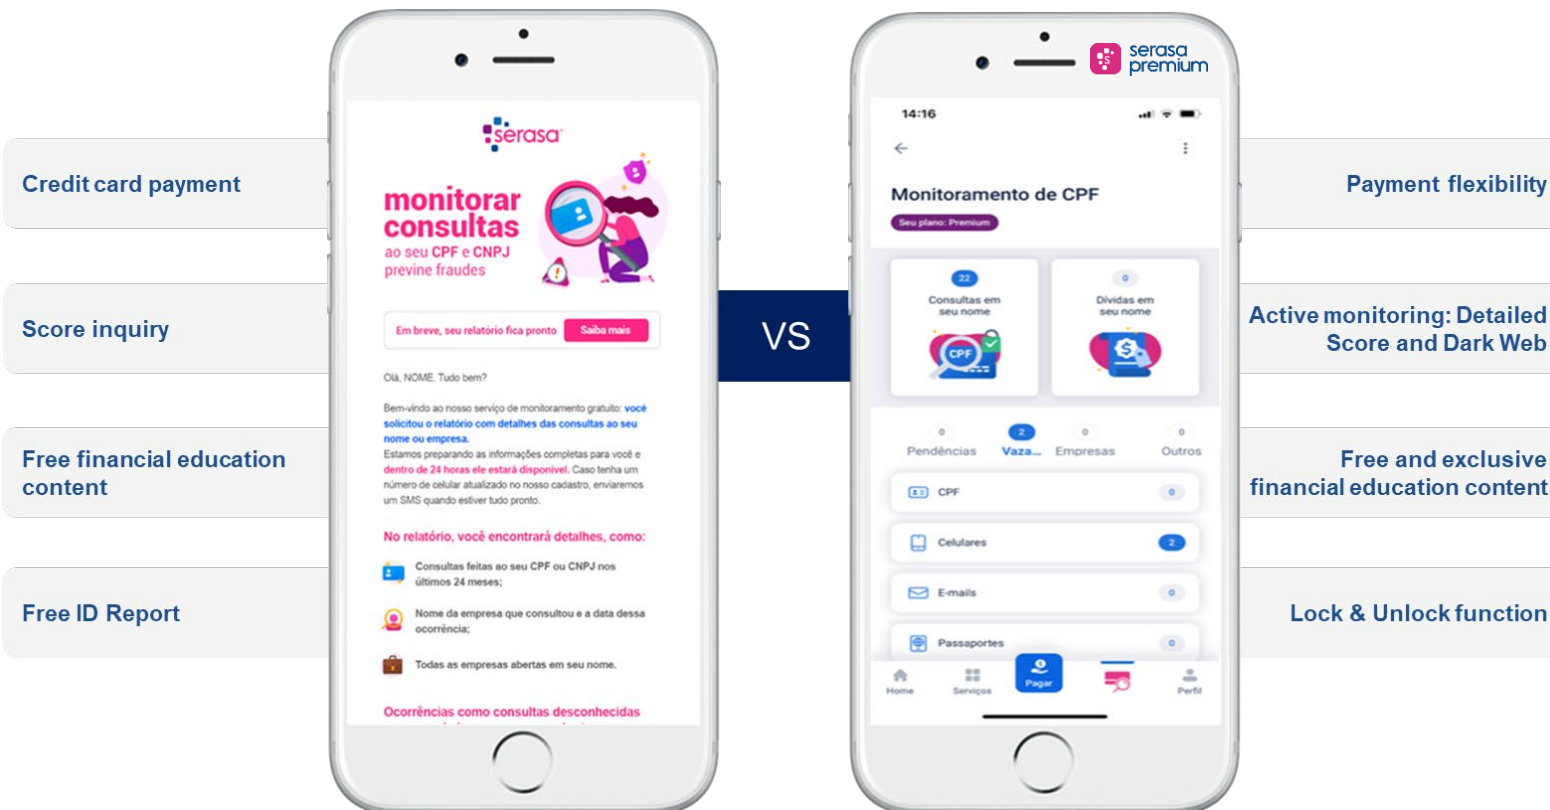 Credit card payment
Score inquiry
Free financial education
content
Free ID Report
serasa
monitorar
consultas
ao seu CPF e CNPJ
previne fraudes
Em breve, seu relatório fica pronto
Saiba mais
Olá, NOME. Tudo bem?
Bem-vindo ao nosso serviço de monitoramento gratuito: você
solicitou o relatório com detalhes das consultas ao seu
nome ou empresa.
Estamos preparando as informações completas para você e
dentro de 24 horas ele estará disponível. Caso tenha um
número de celular atualizado no nosso cadastro, enviaremos
um SMS quando estiver tudo pronto.
No relatório, você encontrará detalhes, como:
Consultas feitas ao seu CPF ou CNPJ nos
últimos 24 meses;
Nome da empresa que consultou e a data dessa
ocorrência;
Todas as empresas abertas em seu nome.
Ocorrências como consultas desconhecidas
VS
serasa
premium
14:16
Monitoramento de CPF
Seu plano: Premium
22
Consultas em
seu nome
CPF
0
Dívidas em
seu nome
0
Pendências
2
Vaza...
0
Empresas
0
Outros
CPF
0
Celulares
2
E-mails
0
Passaportes
0
Home
Serviços
Pagar
Perfil
Payment flexibility
Active monitoring: Detailed
Score and Dark Web
Free and exclusive
financial education content
Lock & Unlock function